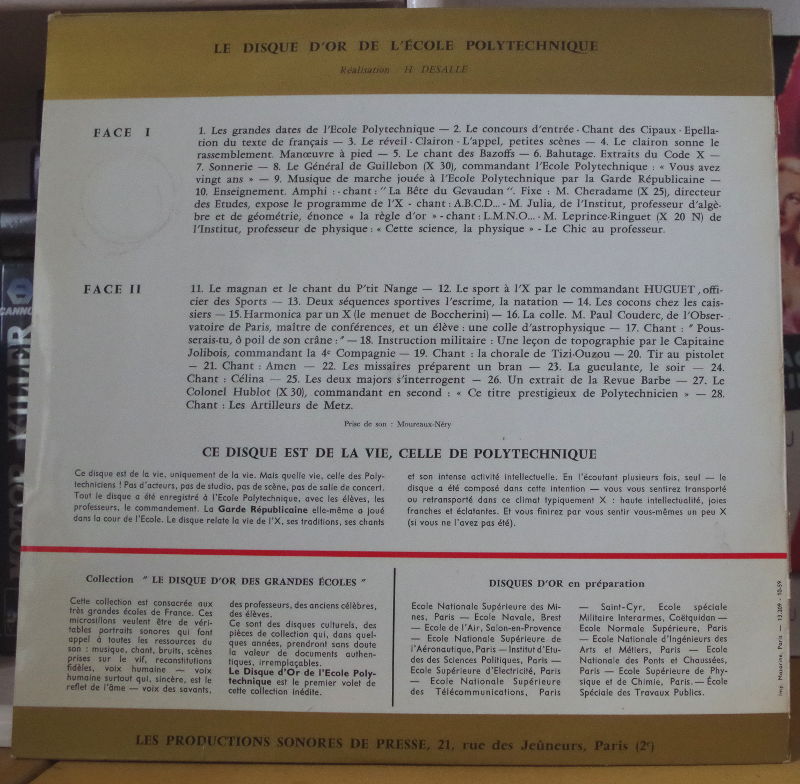 LE DISQUE D'OR DE L'ÉCOLE POLYTECHNIQUE
Réalisation : H. DESALLE
FACE I
1. Les grandes dates de l'Ecole Polytechnique — 2. Le concours d'entrée - Chant des Cipaux - Epella-
tion du texte de français — 3. Le réveil - Clairon - L'appel, petites scènes — 4. Le clairon sonne le
rassemblement. Manœuvre à pied — 5. Le chant des Bazoffs — 6. Bahutage. Extraits du Code X —
7. Sonnerie — 8. Le Général de Guillebon (X 30), commandant l'Ecole Polytechnique : « Vous avez
vingt ans » — 9. Musique de marche jouée à l'Ecole Polytechnique par la Garde Républicaine —
10. Enseignement. Amphi : - chant : "La Bête du Gevaudan". Fixe : M. Cheradame (X 25), directeur
des Etudes, expose le programme de l'X - chant : A.B.C.D... - M. Julia, de l'Institut, professeur d'algè-
bre et de géométrie, énonce « la règle d'or » - chant : L.M.N.O... - M. Leprince-Ringuet (X 20 N) de
l'Institut, professeur de physique : « Cette science, la physique » - Le Chic au professeur.
FACE II
11. Le magnan et le chant du P'tit Nange — 12. Le sport à l'X par le commandant HUGUET, offi-
cier des Sports — 13. Deux séquences sportives l'escrime, la natation — 14. Les cocons chez les cais-
siers — 15. Harmonica par un X (le menuet de Boccherini) — 16. La colle. M. Paul Couderc, de l'Obser-
vatoire de Paris, maître de conférences, et un élève : une colle d'astrophysique — 17. Chant : "Pous-
serais-tu, ô poil de son crâne :" — 18. Instruction militaire : Une leçon de topographie par le Capitaine
Jolibois, commandant la 4e Compagnie — 19. Chant : la chorale de Tizi-Ouzou — 20. Tir au pistolet
— 21. Chant : Amen — 22. Les missaires préparent un bran — 23. La gueulante, le soir — 24.
Chant : Célina — 25. Les deux majors s'interrogent — 26. Un extrait de la Revue Barbe — 27. Le
Colonel Hublot (X 30), commandant en second : « Ce titre prestigieux de Polytechnicien » — 28.
Chant : Les Artilleurs de Metz.
Prise de son : Moureaux-Néry
CE DISQUE EST DE LA VIE, CELLE DE POLYTECHNIQUE
Ce disque est de la vie, uniquement de la vie. Mais quelle vie, celle des Poly-
techniciens ! Pas d'acteurs, pas de studio, pas de scène, pas de salle de concert.
Tout le disque a été enregistré à l'Ecole Polytechnique, avec les élèves, les
professeurs, le commandement. La Garde Républicaine elle-même a joué
dans la cour de l'Ecole. Le disque relate la vie de l'X, ses traditions, ses chants
et son intense activité intellectuelle. En l'écoutant plusieurs fois, seul — le
disque a été composé dans cette intention — vous vous sentirez transporté
ou retransporté dans ce climat typiquement X : haute intellectualité, joies
franches et éclatantes. Et vous finirez par vous sentir vous-mêmes un peu X
(si vous ne l'avez pas été).
Collection "LE DISQUE D'OR DES GRANDES ÉCOLES"
Cette collection est consacrée aux
très grandes écoles de France. Ces
microsillons veulent être de véri-
tables portraits sonores qui font
appel à toutes les ressources du
son : musique, chant, bruits, scènes
prises sur le vif, reconstitutions
fidèles, voix humaine — voix
humaine surtout qui, sincère, est le
reflet de l'âme — voix des savants,
des professeurs, des anciens célèbres,
des élèves.
Ce sont des disques culturels, des
pièces de collection qui, dans quel-
ques années, prendront sans doute
la valeur de documents authen-
tiques, irremplaçables.
Le Disque d'Or de l'Ecole Poly-
technique est le premier volet de
cette collection inédite.
DISQUES D'OR en préparation
Ecole Nationale Supérieure des Mi-
nes, Paris — Ecole Navale, Brest
— Ecole de l'Air, Salon-en-Provence
— Ecole Nationale Supérieure de
l'Aéronautique, Paris — Institut d'Etu-
des des Sciences Politiques, Paris —
Ecole Supérieure d'Electricité, Paris
— Ecole Nationale Supérieure
des Télécommunications, Paris
— Saint-Cyr, Ecole spéciale
Militaire Interarmes, Coëtquidan —
Ecole Normale Supérieure, Paris
— Ecole Nationale d'Ingénieurs des
Arts et Métiers, Paris — Ecole
Nationale des Ponts et Chaussées,
Paris — Ecole Supérieure de Phy-
sique et de Chimie, Paris. — École
Spéciale des Travaux Publics.
Imp. Mazarine, Paris — 13.209 - 10-59
LES PRODUCTIONS SONORES DE PRESSE, 21, rue des Jeûneurs, Paris (2e)
KILLER